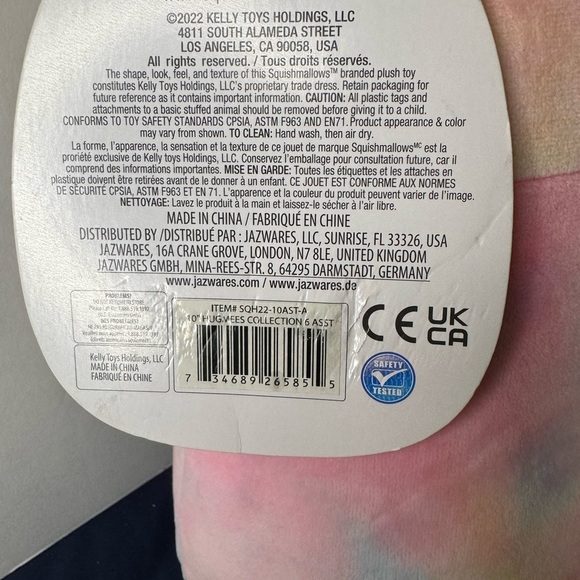 ©2022 KELLY TOYS HOLDINGS, LLC
4811 SOUTH ALAMEDA STREET
LOS ANGELES, CA 90058, USA
All rights reserved. / Tous droits réservés.
The shape, look, feel, and texture of this Squishmallows™ branded plush toy
constitutes Kelly Toys Holdings, LLC's proprietary trade dress. Retain packaging for
future reference as it contains important information. CAUTION: All plastic tags and
attachments to a basic stuffed animal should be removed before giving it to a child.
CONFORMS TO TOY SAFETY STANDARDS CPSIA, ASTM F963 AND EN71. Product appearance & color
may vary from shown. TO CLEAN: Hand wash, then air dry.
La forme, l'apparence, la sensation et la texture de ce jouet de marque Squishmallowsᴹᶜ est la
propriété exclusive de Kelly Toys Holdings, LLC. Conservez l'emballage pour consultation future, car il
comprend des informations importantes. MISE EN GARDE: Toutes les étiquettes et les attaches en
plastique doivent être retirées avant de le donner à un enfant. CE JOUET EST CONFORME AUX NORMES
DE SÉCURITÉ CPSIA, ASTM F963 ET EN 71. L'apparence et la couleur du produit peuvent varier de l'image.
NETTOYAGE: Lavez le produit à la main et laissez-le sécher à l'air libre.
MADE IN CHINA / FABRIQUÉ EN CHINE
DISTRIBUTED BY /DISTRIBUÉ PAR : JAZWARES, LLC, SUNRISE, FL 33326, USA
JAZWARES, 16A CRANE GROVE, LONDON, N7 8LE, UNITED KINGDOM
JAZWARES GMBH, MINA-REES-STR. 8, 64295 DARMSTADT, GERMANY
www.jazwares.com / www.jazwares.de
PROBLEMS?
Kelly Toys Holdings, LLC
MADE IN CHINA
FABRIQUÉ EN CHINE
ITEM# SQH22-10AST-A
10" HUGMEES COLLECTION 6 ASST
7 34689 26585 5
CE
UK
CA
SAFETY
TESTED